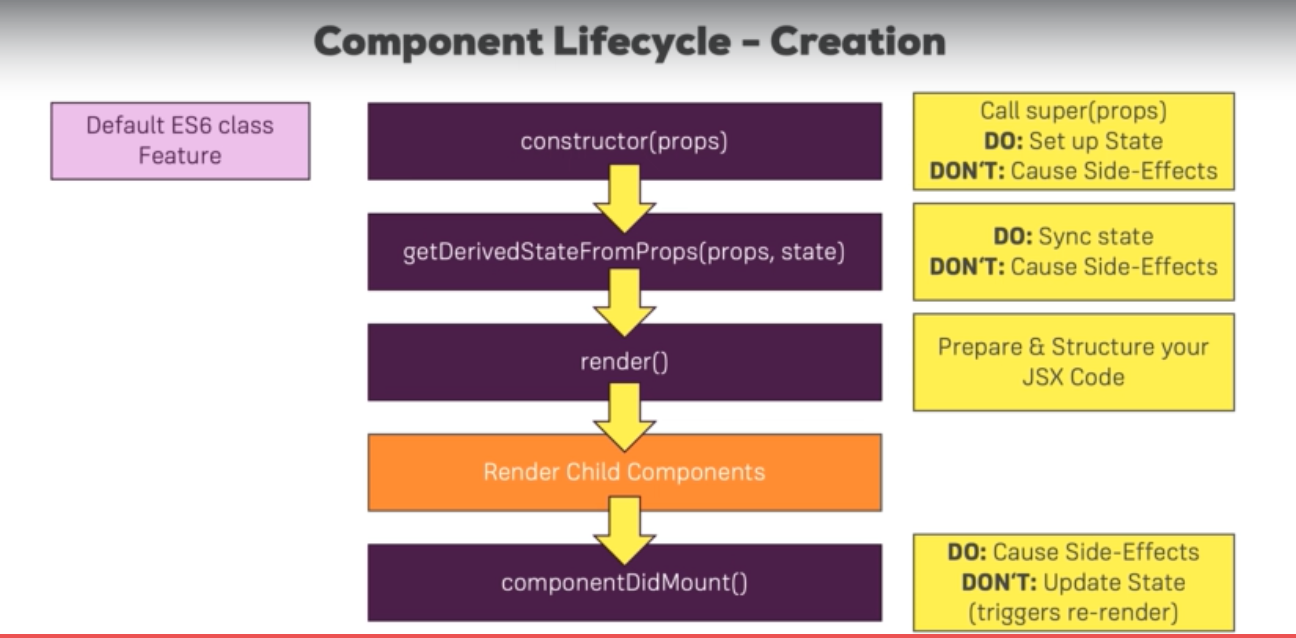 Component Lifecycle – Creation
Default ES6 class
Feature
constructor(props)
Call super(props)
DO: Set up State
DON'T: Cause Side-Effects
getDerivedStateFromProps(props, state)
DO: Sync state
DON'T: Cause Side-Effects
render()
Prepare & Structure your
JSX Code
Render Child Components
componentDidMount()
DO: Cause Side-Effects
DON'T: Update State
(triggers re-render)